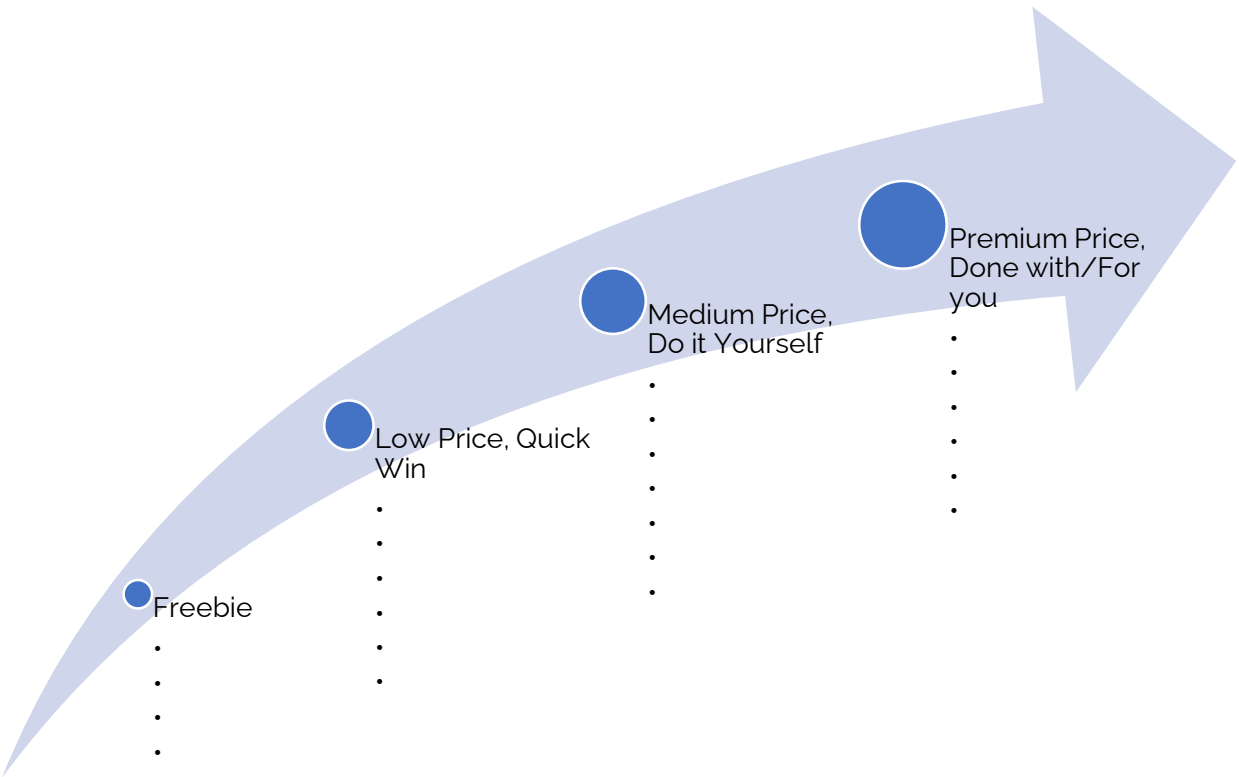 Freebie
Low Price, Quick
Win
Medium Price,
Do it Yourself
Premium Price,
Done with/For
you